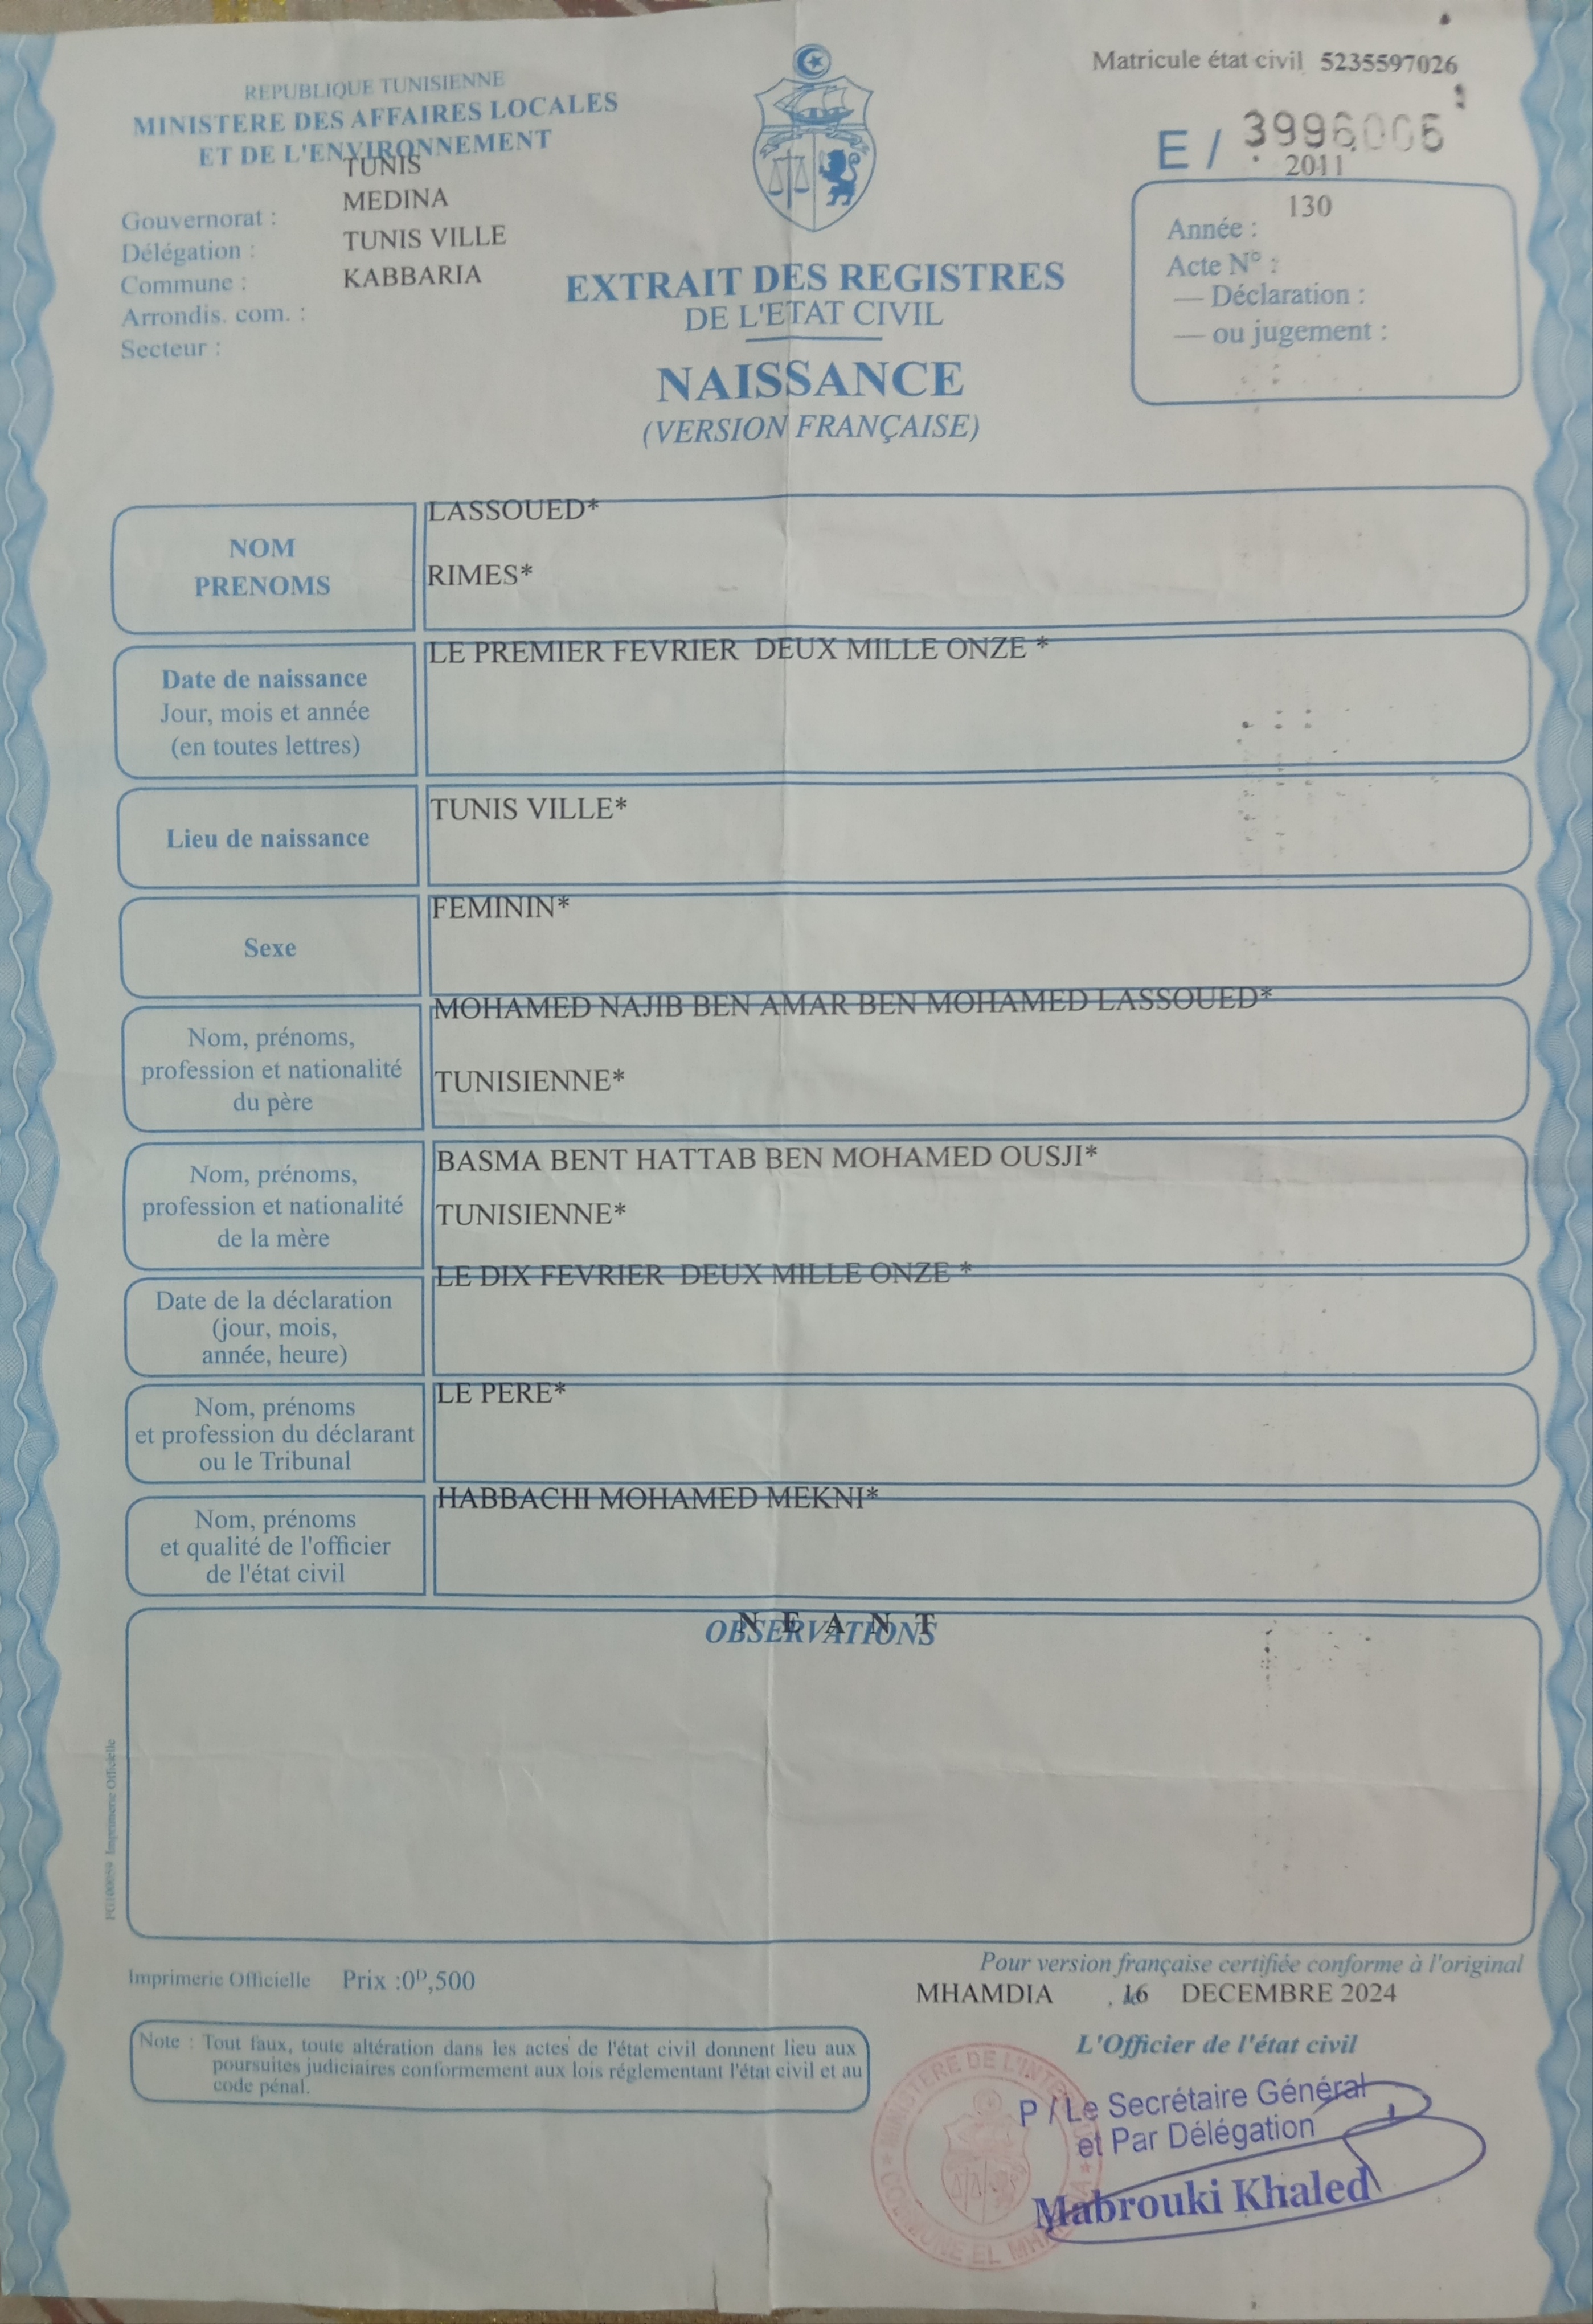 REPUBLIQUE TUNISIENNE
MINISTERE DES AFFAIRES LOCALES
ET DE L'ENVIRONNEMENT
Gouvernorat : TUNIS
Délégation : MEDINA
Commune : TUNIS VILLE
Arrondis. com. : KABBARIA
Secteur :
Matricule état civil 5235597026
E / 3996006
2011
130
Année :
Acte N° :
— Déclaration :
— ou jugement :
EXTRAIT DES REGISTRES
DE L'ETAT CIVIL
NAISSANCE
(VERSION FRANÇAISE)
NOM
PRENOMS
LASSOUED*
RIMES*
Date de naissance
Jour, mois et année
(en toutes lettres)
LE PREMIER FEVRIER DEUX MILLE ONZE *
Lieu de naissance
TUNIS VILLE*
Sexe
FEMININ*
Nom, prénoms,
profession et nationalité
du père
MOHAMED NAJIB BEN AMAR BEN MOHAMED LASSOUED*
TUNISIENNE*
Nom, prénoms,
profession et nationalité
de la mère
BASMA BENT HATTAB BEN MOHAMED OUSJI*
TUNISIENNE*
Date de la déclaration
(jour, mois,
année, heure)
LE DIX FEVRIER DEUX MILLE ONZE *
Nom, prénoms
et profession du déclarant
ou le Tribunal
LE PERE*
Nom, prénoms
et qualité de l'officier
de l'état civil
HABBACHI MOHAMED MEKNI*
OBSERVATIONS
N E A N T
Imprimerie Officielle
Imprimerie Officielle Prix :0ᴰ,500
Note : Tout faux, toute altération dans les actes de l'état civil donnent lieu aux
poursuites judiciaires conformement aux lois réglementant l'état civil et au
code pénal.
Pour version française certifiée conforme à l'original
MHAMDIA , 16 DECEMBRE 2024
L'Officier de l'état civil
P / Le Secrétaire Général
et Par Délégation
Mabrouki Khaled
MINISTERE DE L'INT
COMMUNE EL MH